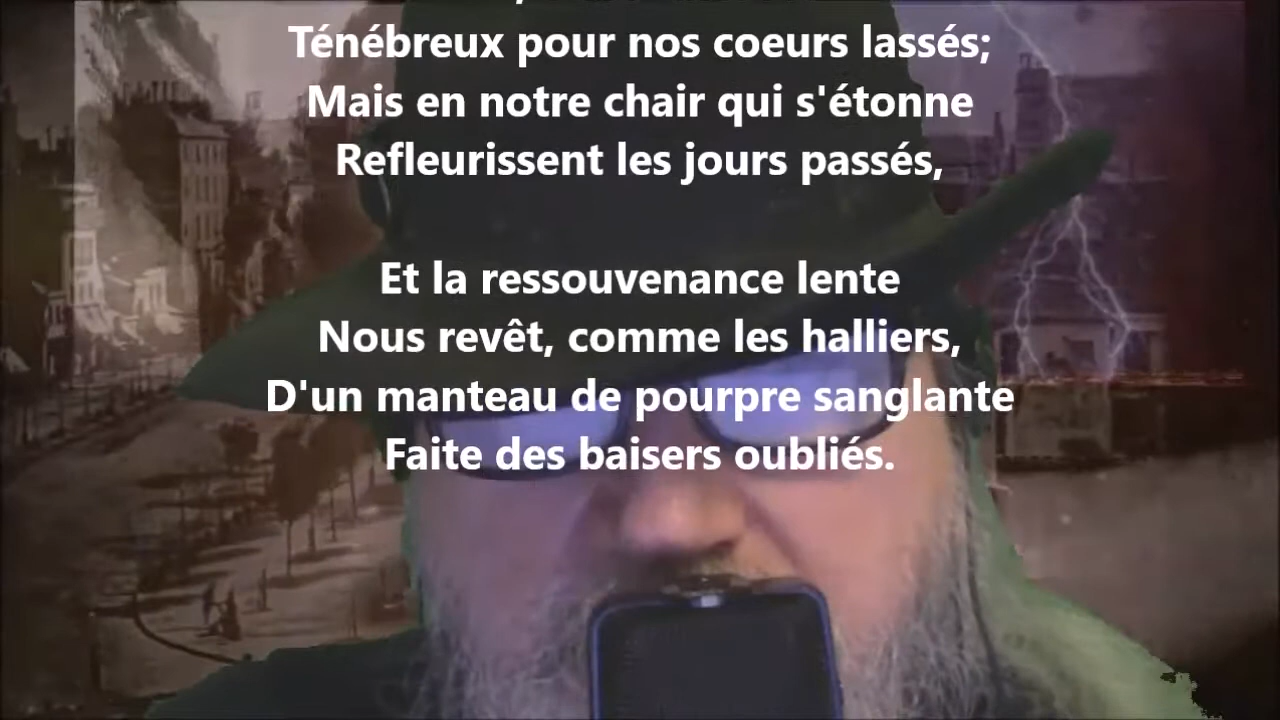 Ténébreux pour nos coeurs lassés;
Mais en notre chair qui s'étonne
Refleurissent les jours passés,
Et la ressouvenance lente
Nous revêt, comme les halliers,
D'un manteau de pourpre sanglante
Faite des baisers oubliés.